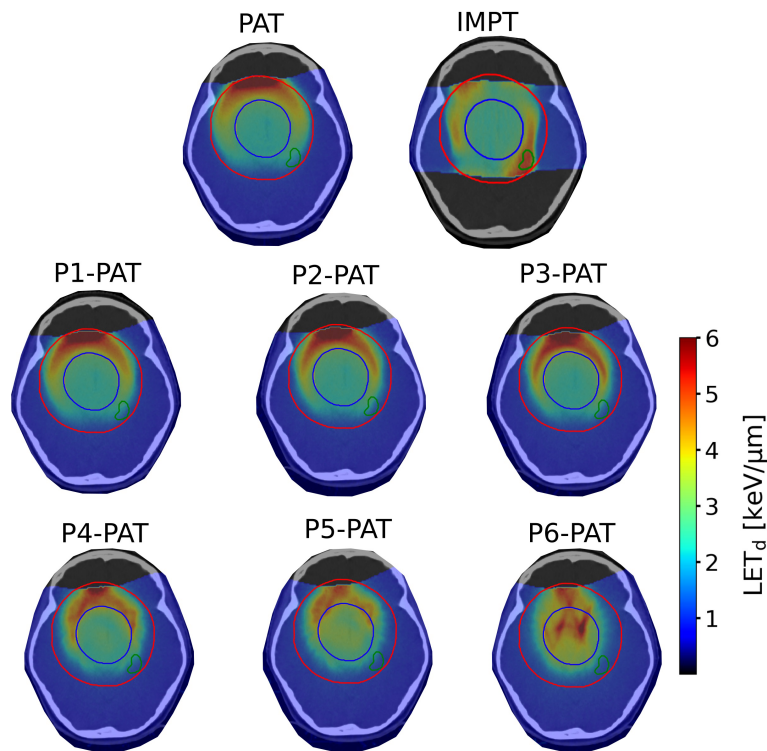 PAT
IMPT
P1-PAT
P2-PAT
P3-PAT
P4-PAT
P5-PAT
P6-PAT
6
5
4
3
2
1
LETd [keV/µm]